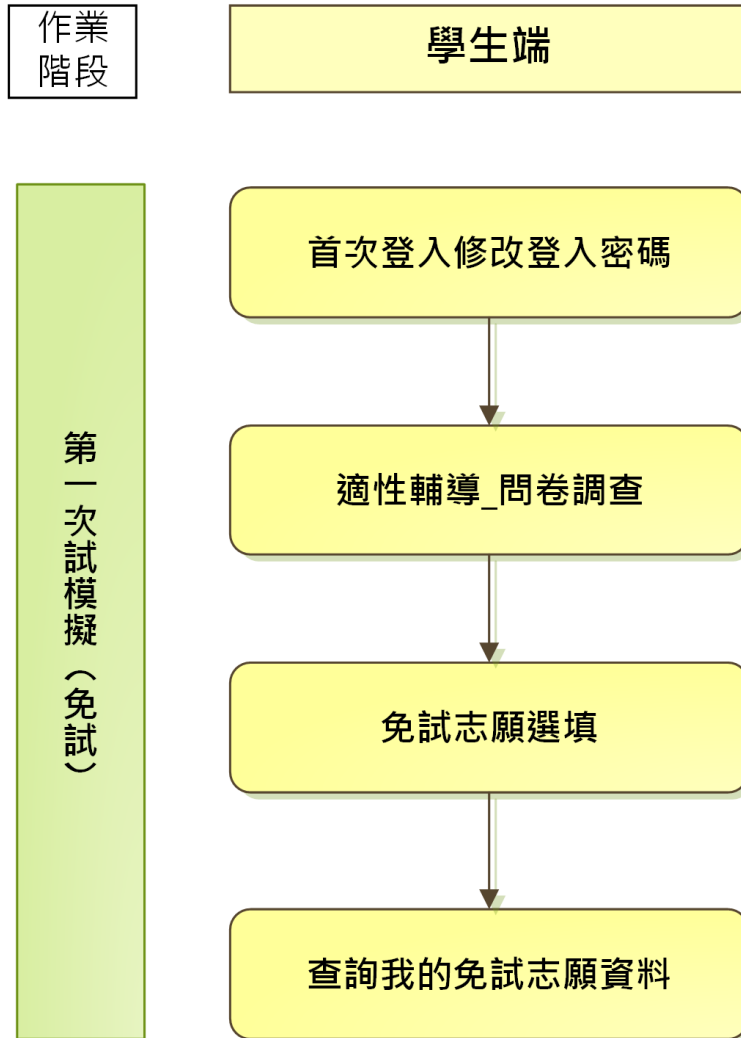 作業
階段
學生端
第一次試模擬（免試）
首次登入修改登入密碼
適性輔導_問卷調查
免試志願選填
查詢我的免試志願資料